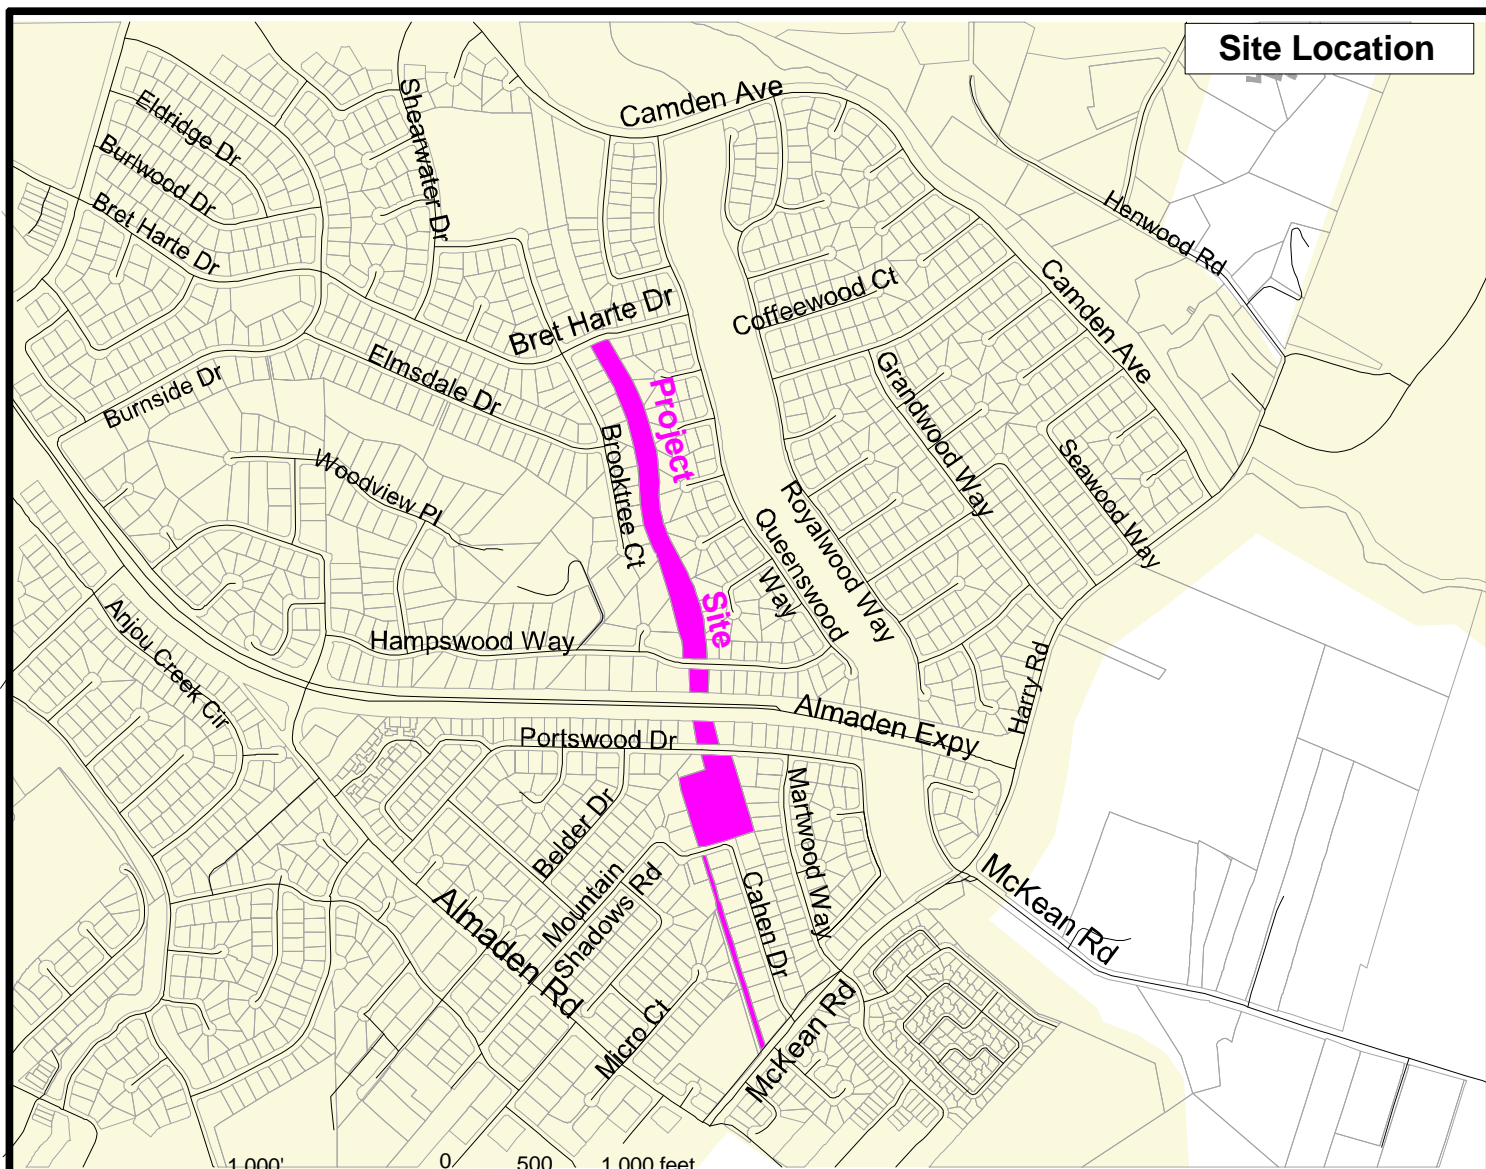 Site Location
Camden Ave
Shearwater Dr
Eldridge Dr
Burlwood Dr
Bret Harte Dr
Henwood Rd
Camden Ave
Coffeewood Ct
Bret Harte Dr
Elmsdale Dr
Burnside Dr
Grandwood Way
Project
Site
Brooktree Ct
Woodview Pl
Seawood Way
Royalwood Way
Queenswood
Way
Anjou Creek Cir
Hampswood Way
Harry Rd
Almaden Expy
Portswood Dr
Martwood Way
Belder Dr
Mountain
Shadows Rd
Cahen Dr
Almaden Rd
McKean Rd
Micro Ct
McKean Rd
1,000'
0
500
1,000 feet